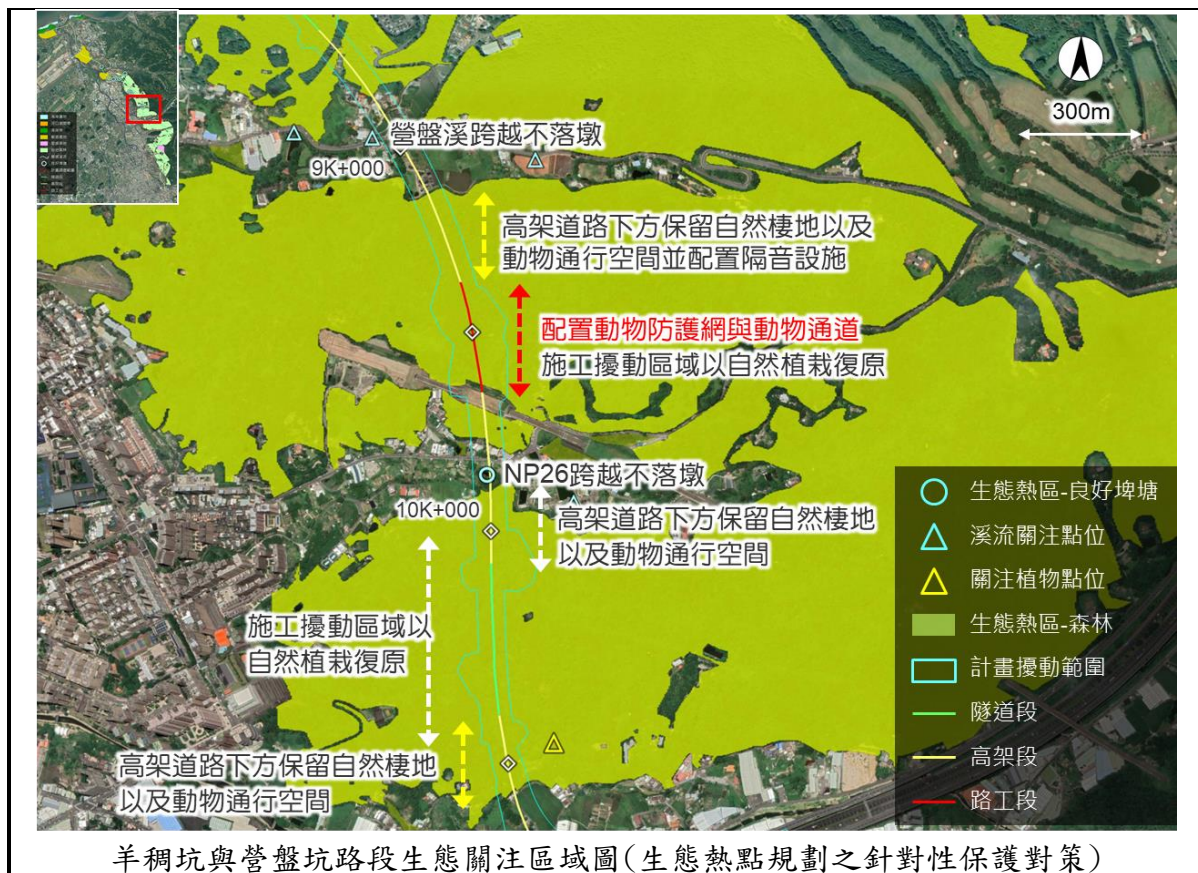 300m
營盤溪跨越不落墩
9K+000
高架道路下方保留自然棲地以及
動物通行空間並配置隔音設施
配置動物防護網與動物通道
施工擾動區域以自然植栽復原
NP26跨越不落墩
10K+000
高架道路下方保留自然棲地
以及動物通行空間
施工擾動區域以
自然植栽復原
高架道路下方保留自然棲地
以及動物通行空間
生態熱區-良好埤塘
溪流關注點位
關注植物點位
生態熱區-森林
計畫擾動範圍
隧道段
高架段
路工段
羊稠坑與營盤坑路段生態關注區域圖(生態熱點規劃之針對性保護對策)